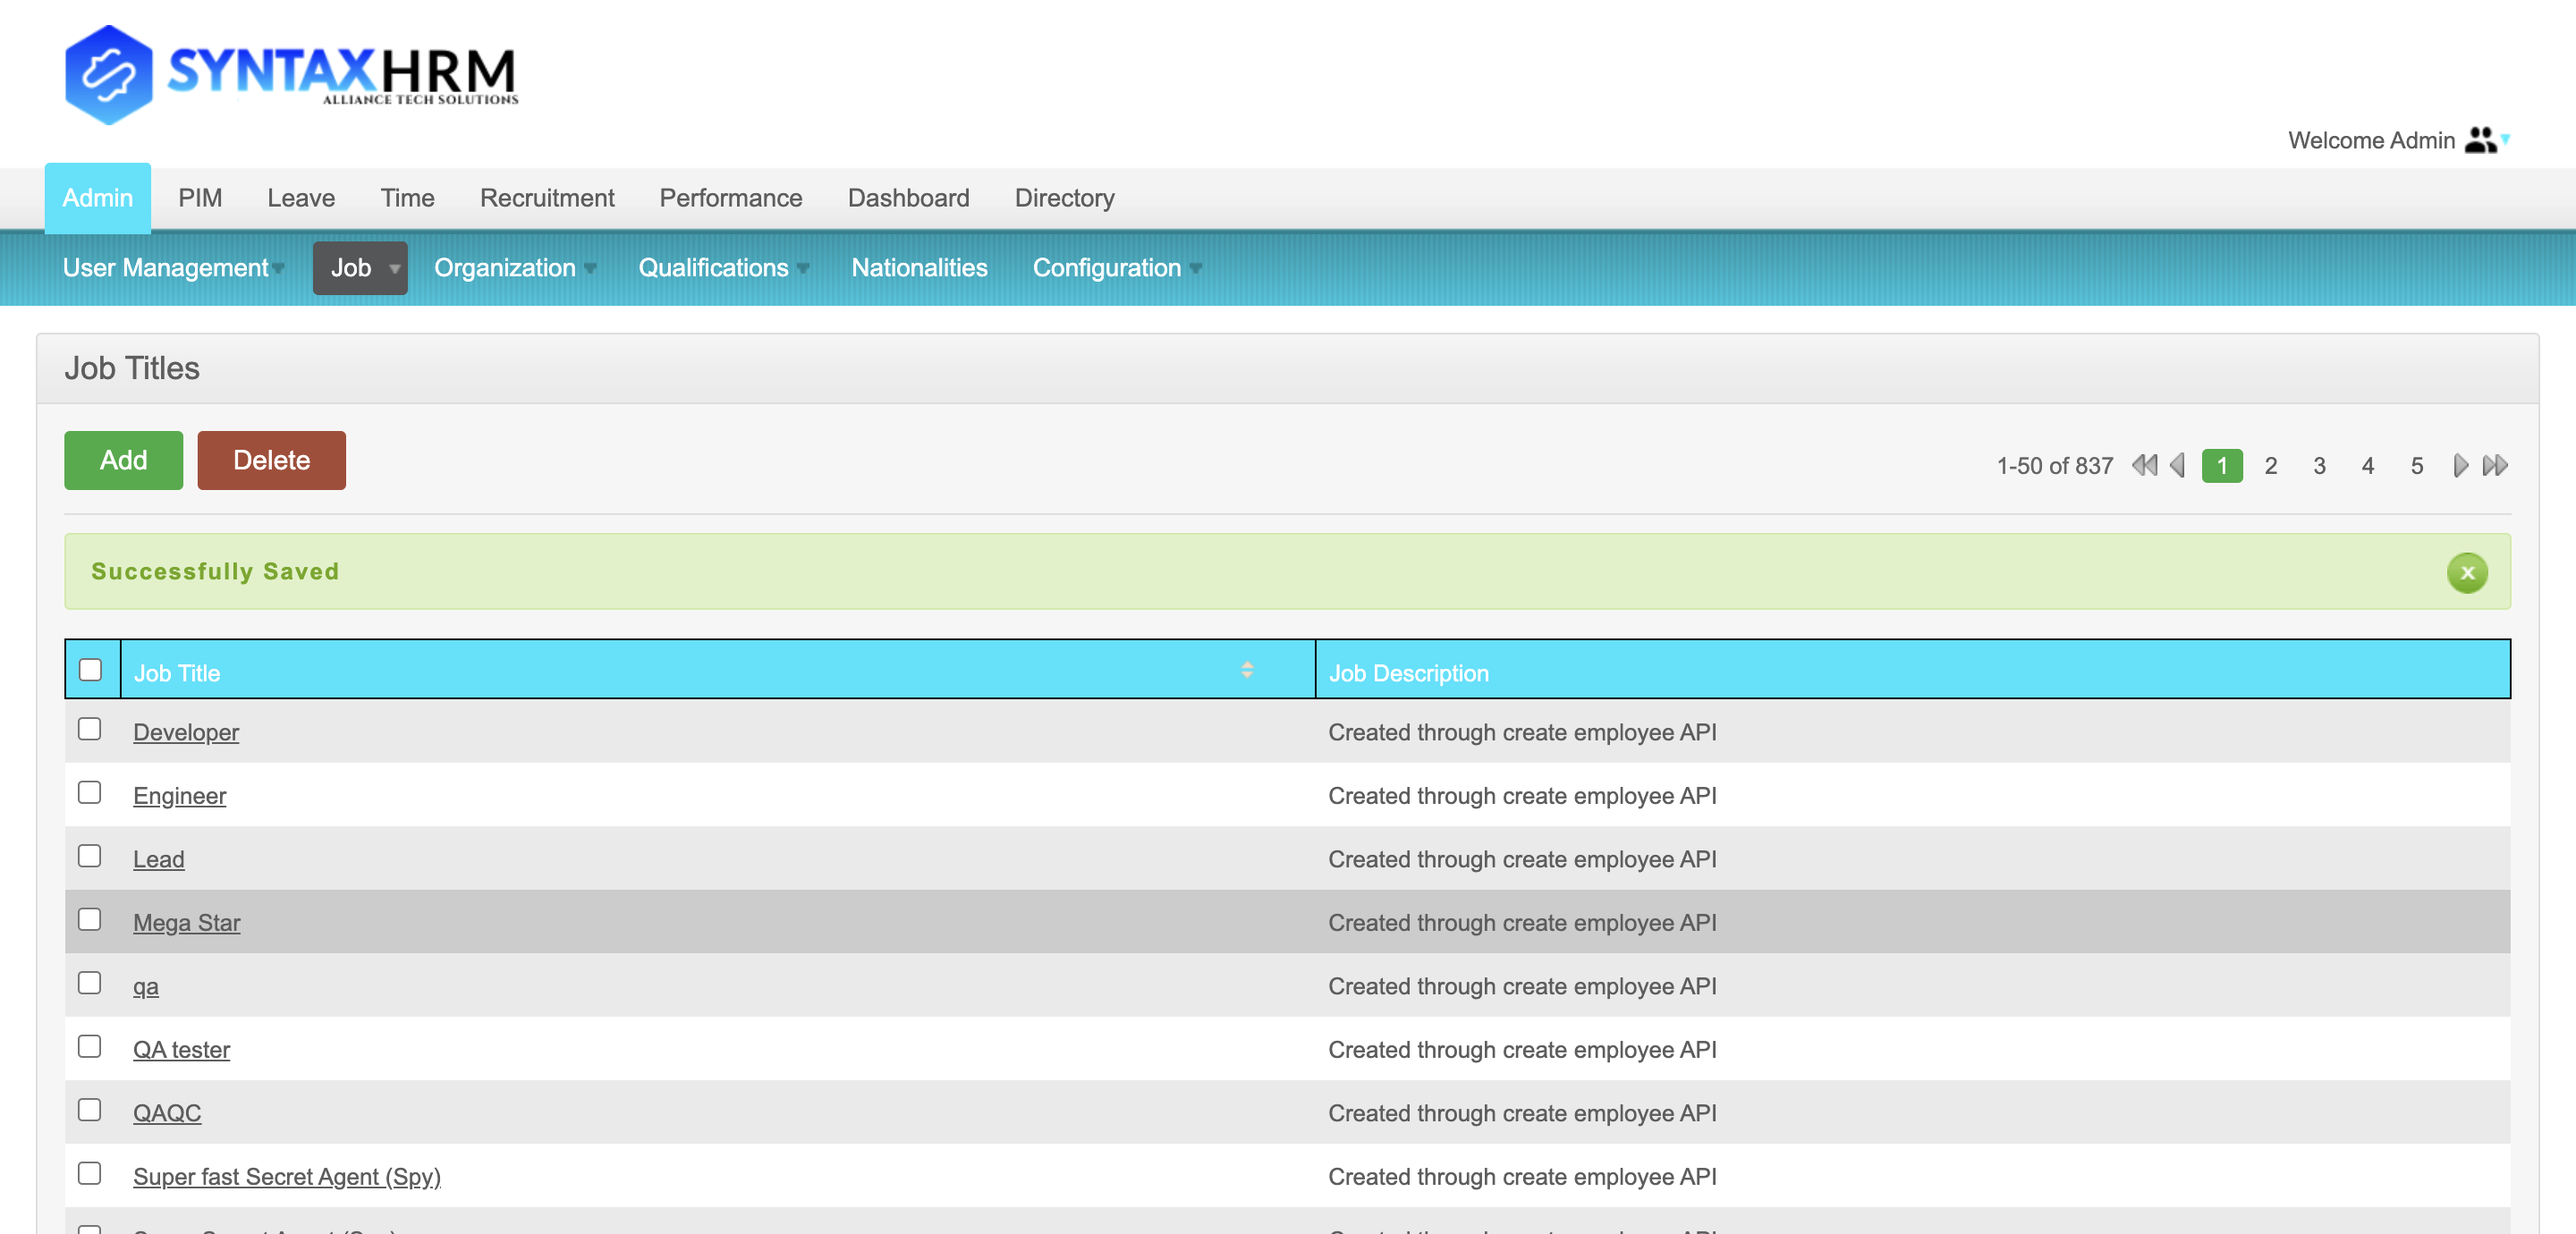 SYNTAXHRM
ALLIANCE TECH SOLUTIONS
Welcome Admin
Admin PIM Leave Time Recruitment Performance Dashboard Directory
User Management Job Organization Qualifications Nationalities Configuration
Job Titles
Add Delete 1-50 of 837 1 2 3 4 5
Successfully Saved x
Job Title Job Description
Developer Created through create employee API
Engineer Created through create employee API
Lead Created through create employee API
Mega Star Created through create employee API
qa Created through create employee API
QA tester Created through create employee API
QAQC Created through create employee API
Super fast Secret Agent (Spy) Created through create employee API